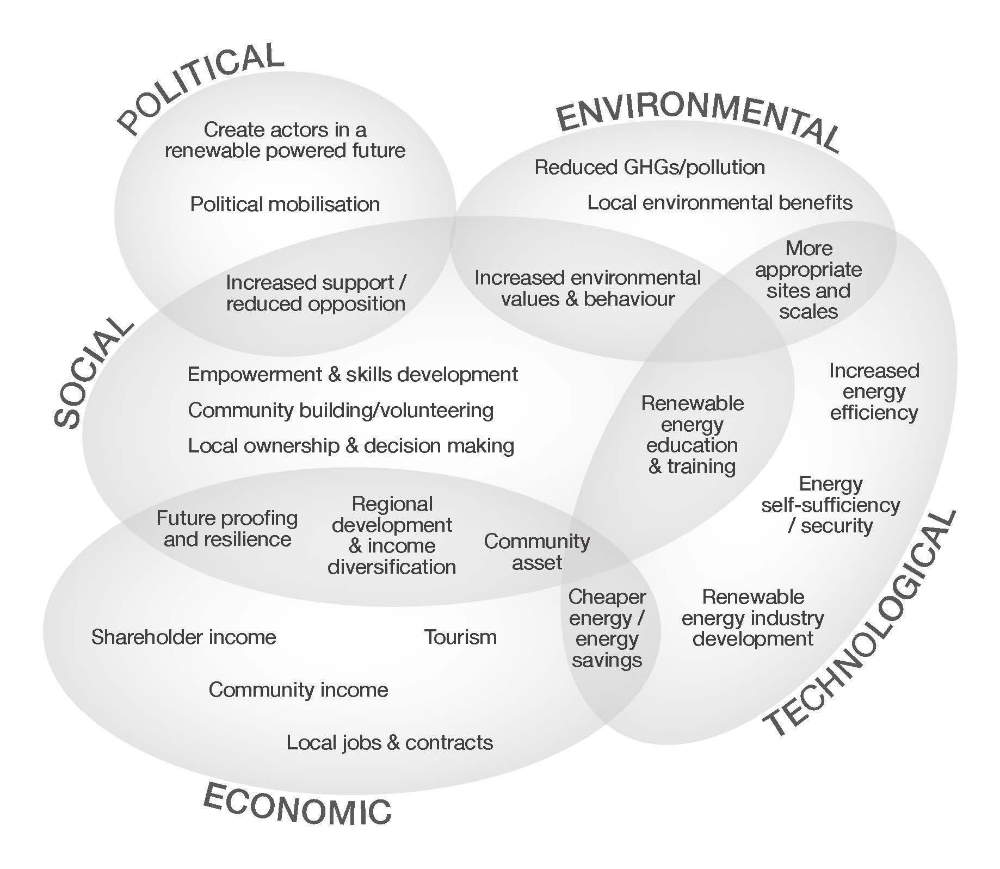 POLITICAL
Create actors in a
renewable powered future
Political mobilisation
ENVIRONMENTAL
Reduced GHGs/pollution
Local environmental benefits
More
appropriate
sites and
scales
Increased support /
reduced opposition
Increased environmental
values & behaviour
SOCIAL
Empowerment & skills development
Community building/volunteering
Local ownership & decision making
Renewable
energy
education
& training
Increased
energy
efficiency
Energy
self-sufficiency
/ security
TECHNOLOGICAL
Future proofing
and resilience
Regional
development
& income
diversification
Community
asset
Cheaper
energy /
energy
savings
Renewable
energy industry
development
Shareholder income
Tourism
Community income
Local jobs & contracts
ECONOMIC